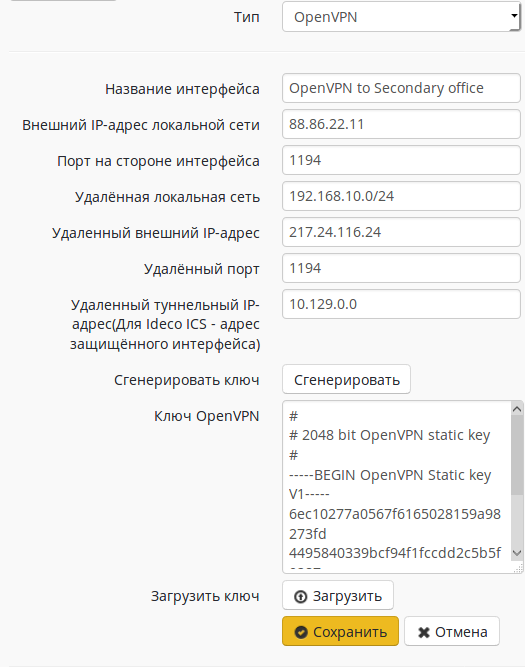 Тип OpenVPN
Название интерфейса OpenVPN to Secondary office
Внешний IP-адрес локальной сети 88.86.22.11
Порт на стороне интерфейса 1194
Удалённая локальная сеть 192.168.10.0/24
Удаленный внешний IP-адрес 217.24.116.24
Удалённый порт 1194
Удаленный туннельный IP- 10.129.0.0
адрес(Для Ideco ICS - адрес
защищённого интерфейса)
Сгенерировать ключ Сгенерировать
Ключ OpenVPN #
# 2048 bit OpenVPN static key
#
-----BEGIN OpenVPN Static key
V1-----
6ec10277a0567f6165028159a98
273fd
4495840339bcf94f1fccdd2c5b5f
Загрузить ключ Загрузить
Сохранить Отмена